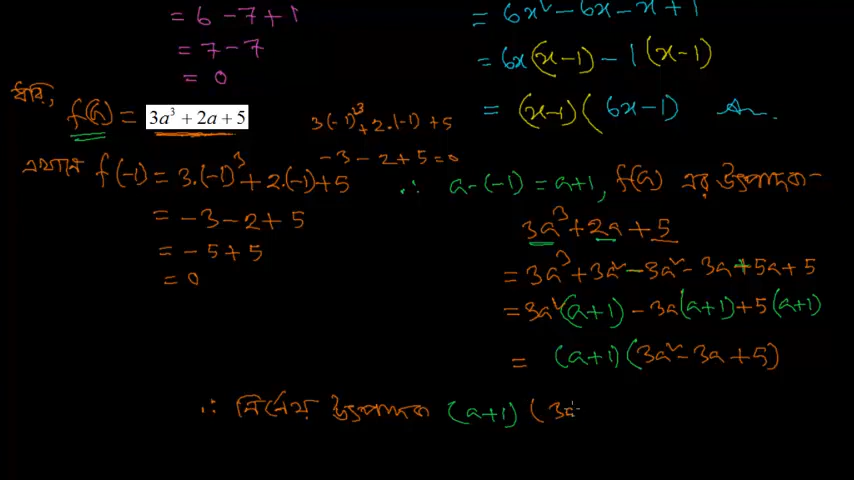 = 6 - 7 + 1
= 7 - 7
= 0
= 6x² - 6x - x + 1
= 6x(x-1) - 1(x-1)
= (x-1)(6x-1) Ans.
ধরি,
f(a) = 3a³ + 2a + 5
3(-1)³ + 2.(-1) + 5
-3 - 2 + 5 = 0
এখানে f(-1) = 3.(-1)³ + 2.(-1) + 5
= -3 - 2 + 5
= -5 + 5
= 0
∴ a-(-1) = a+1, f(a) এর উৎপাদক
3a³ + 2a + 5
= 3a³ + 3a² - 3a² - 3a + 5a + 5
= 3a²(a+1) - 3a(a+1) + 5(a+1)
= (a+1)(3a² - 3a + 5)
∴ নির্ণেয় উৎপাদক (a+1) (3a